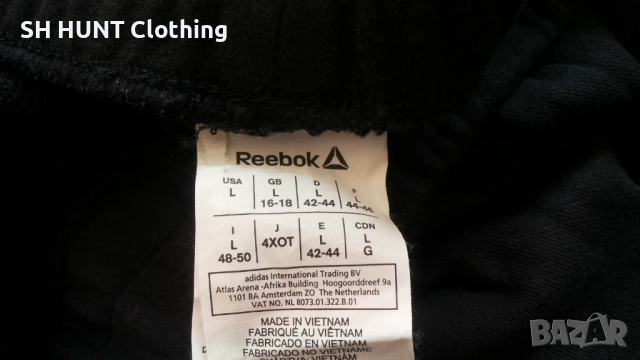 SH HUNT Clothing
Reebok
USA GB D F
L L L L
16-18 42-44 44-46
I J E CDN
L 4XOT L L
48-50 42-44 G
adidas International Trading BV
Atlas Arena -Afrika Building Hoogoorddreef 9a
1101 BA Amsterdam ZO The Netherlands
VAT NO. NL 8073.01.322.B.01
MADE IN VIETNAM
FABRIQUÉ AU VIETNAM
FABRICADO EN VIETNAM
FABRICADO NO VIETNAME
BAZAR